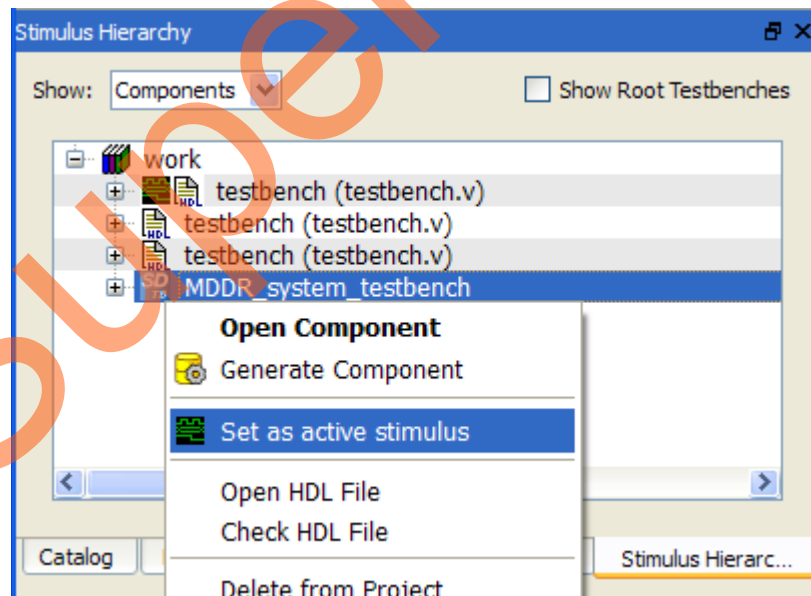 Stimulus Hierarchy
Show: Components Show Root Testbenches
work
testbench (testbench.v)
testbench (testbench.v)
testbench (testbench.v)
MDDR_system_testbench
Open Component
Generate Component
Set as active stimulus
Open HDL File
Check HDL File
Catalog Stimulus Hierarc...
Delete from Project